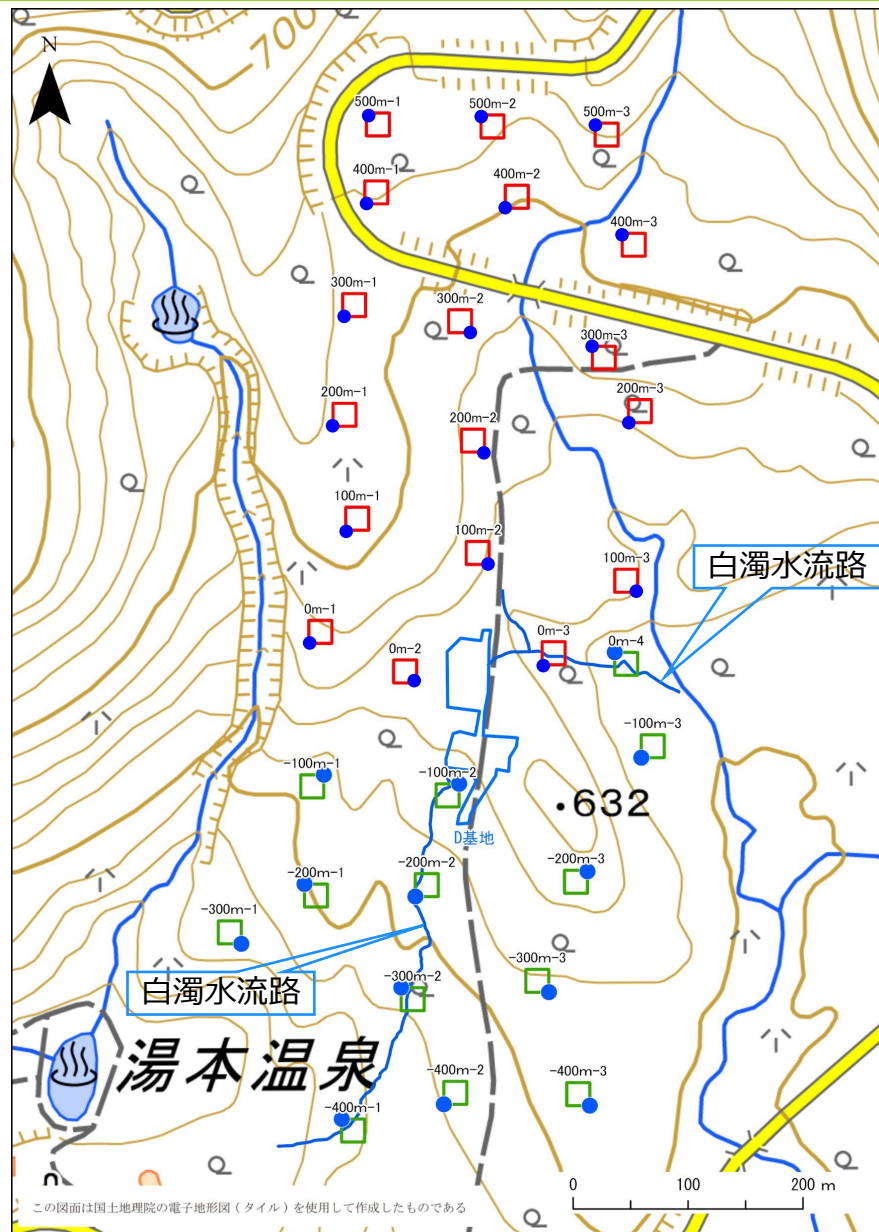 N
700
500m-1
500m-2
500m-3
400m-1
400m-2
400m-3
300m-1
300m-2
300m-3
200m-1
200m-2
200m-3
100m-1
100m-2
100m-3
白濁水流路
0m-1
0m-2
0m-3
0m-4
-100m-1
-100m-2
-100m-3
・632
D基地
-200m-1
-200m-2
-200m-3
-300m-1
-300m-2
-300m-3
白濁水流路
湯本温泉
-400m-1
-400m-2
-400m-3
0 100 200 m
この図面は国土地理院の電子地形図（タイル）を使用して作成したものである